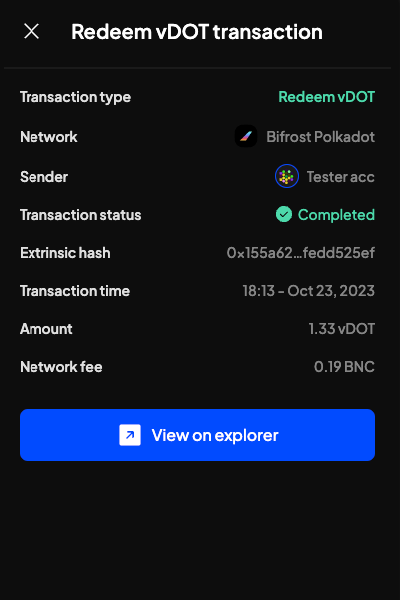 Redeem vDOT transaction
Transaction type Redeem vDOT
Network Bifrost Polkadot
Sender Tester acc
Transaction status Completed
Extrinsic hash 0x155a62...fedd525ef
Transaction time 18:13 - Oct 23, 2023
Amount 1.33 vDOT
Network fee 0.19 BNC
View on explorer